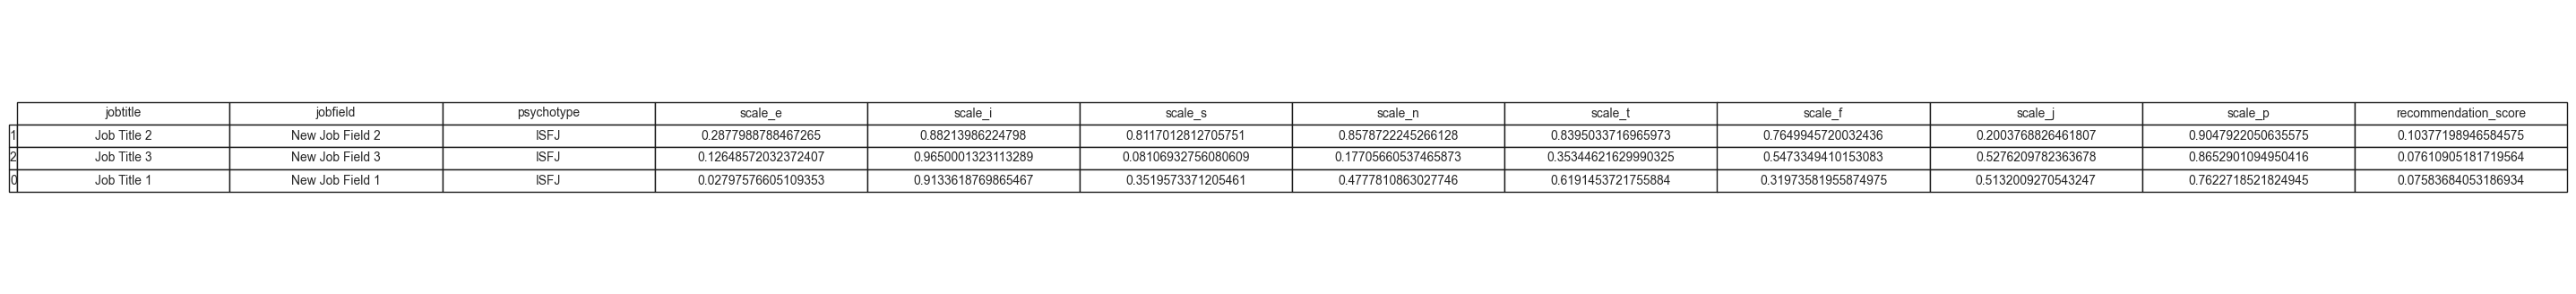 jobtitle jobfield psychotype scale_e scale_i scale_s scale_n scale_t scale_f scale_j scale_p recommendation_score
1 Job Title 2 New Job Field 2 ISFJ 0.2877988788467265 0.88213986224798 0.8117012812705751 0.8578722245266128 0.8395033716965973 0.7649945720032436 0.2003768826461807 0.9047922050635575 0.10377198946584575
2 Job Title 3 New Job Field 3 ISFJ 0.12648572032372407 0.9650001323113289 0.08106932756080609 0.17705660537465873 0.35344621629990325 0.5473349410153083 0.5276209782363678 0.8652901094950416 0.07610905181719564
0 Job Title 1 New Job Field 1 ISFJ 0.02797576605109353 0.9133618769865467 0.3519573371205461 0.4777810863027746 0.6191453721755884 0.31973581955874975 0.5132009270543247 0.7622718521824945 0.07583684053186934